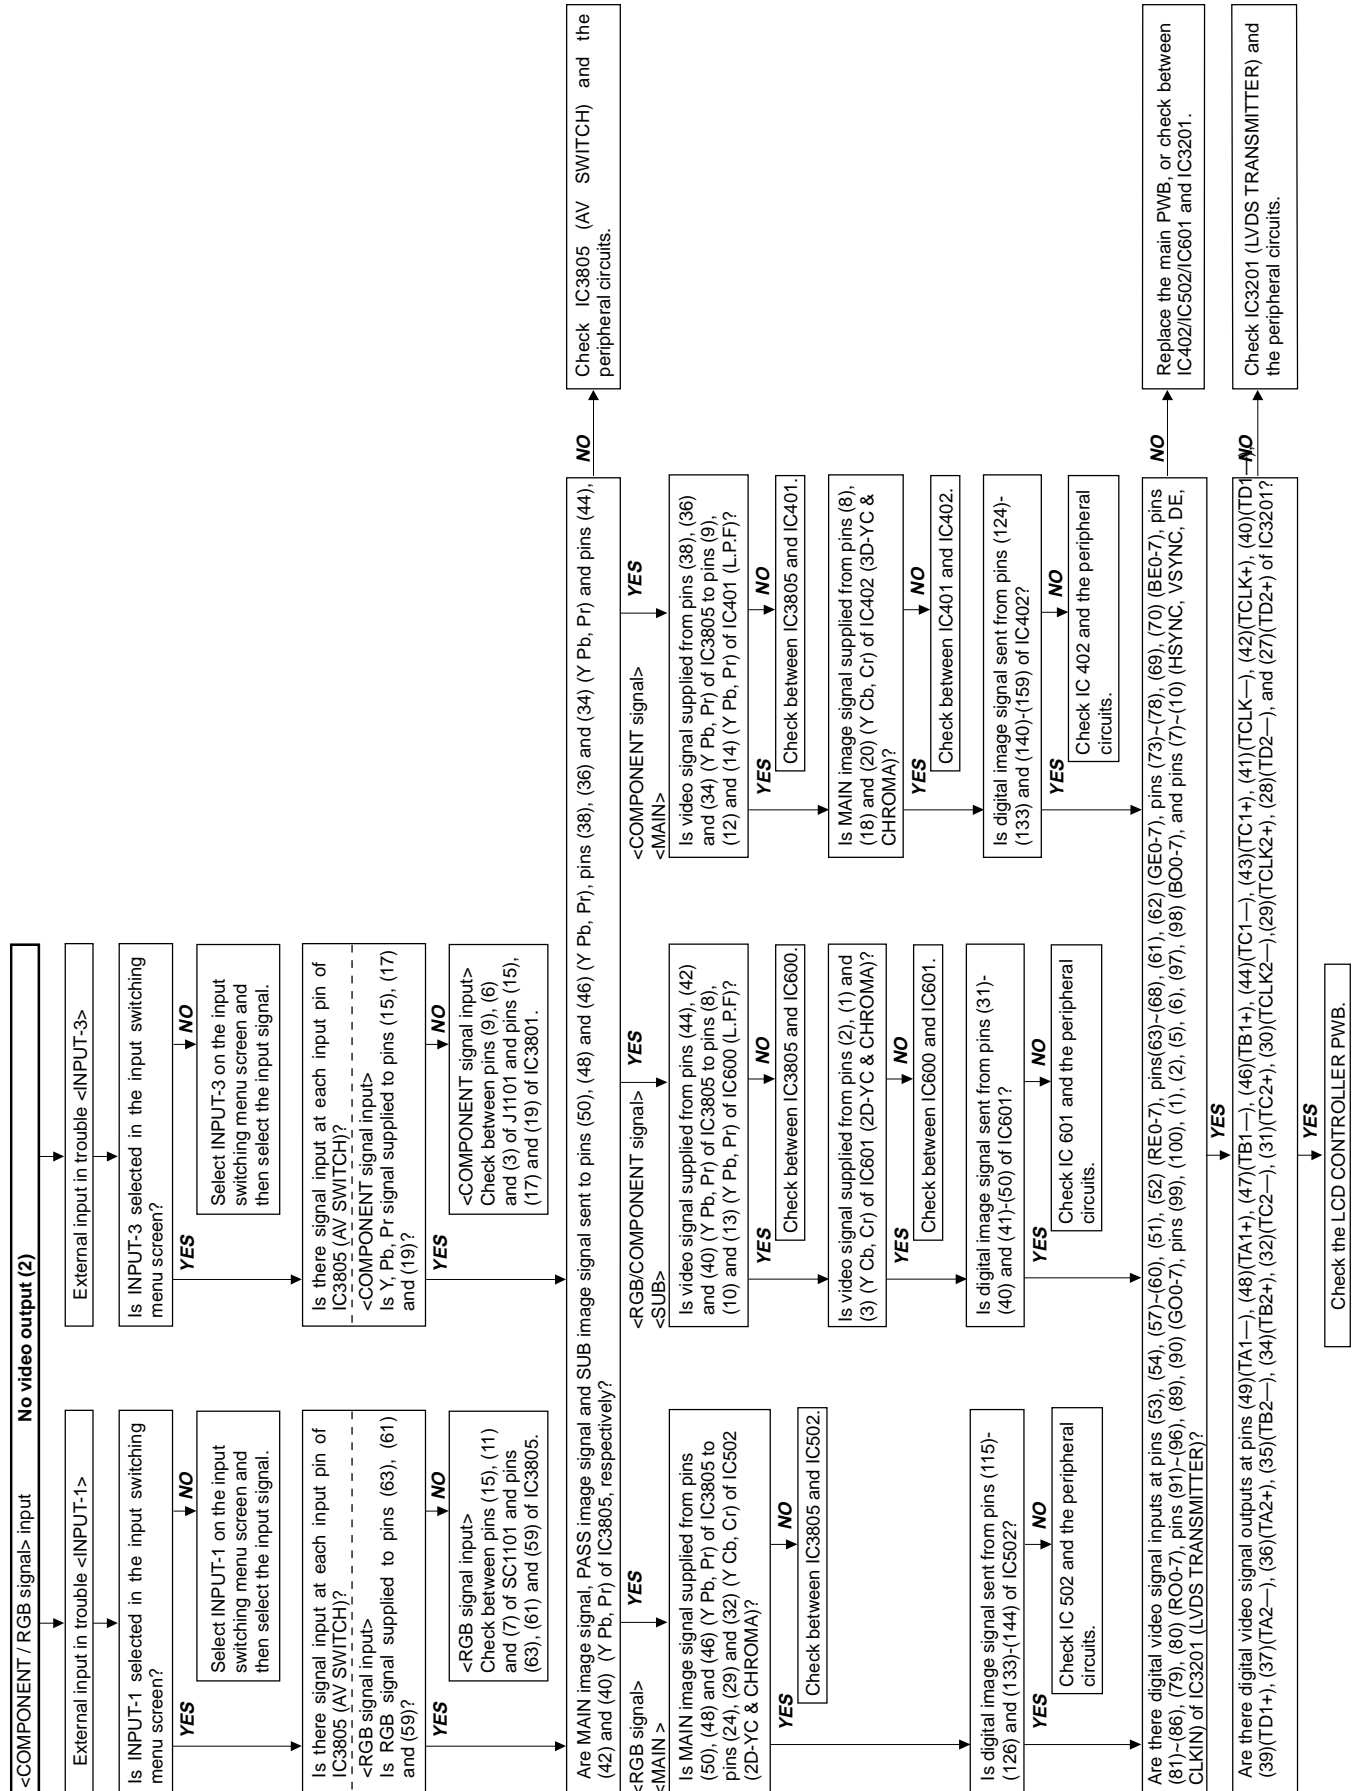 <COMPONENT / RGB signal> input
No video output (2)
External input in trouble <INPUT-1>
External input in trouble <INPUT-3>
Is INPUT-1 selected in the input switching
menu screen?
YES
NO
Select INPUT-1 on the input
switching menu screen and
then select the input signal.
Is INPUT-3 selected in the input switching
menu screen?
YES
NO
Select INPUT-3 on the input
switching menu screen and
then select the input signal.
Is there signal input at each input pin of
IC3805 (AV SWITCH)?
<RGB signal input>
Is RGB signal supplied to pins (63), (61)
and (59)?
YES
NO
<RGB signal input>
Check between pins (15), (11)
and (7) of SC1101 and pins
(63), (61) and (59) of IC3805.
Is there signal input at each input pin of
IC3805 (AV SWITCH)?
<COMPONENT signal input>
Is Y, Pb, Pr signal supplied to pins (15), (17)
and (19)?
YES
NO
<COMPONENT signal input>
Check between pins (9), (6)
and (3) of J1101 and pins (15),
(17) and (19) of IC3801.
Are MAIN image signal, PASS image signal and SUB image signal sent to pins (50), (48) and (46) (Y Pb, Pr), pins (38), (36) and (34) (Y Pb, Pr) and pins (44),
(42) and (40) (Y Pb, Pr) of IC3805, respectively?
NO
Check IC3805 (AV SWITCH) and the
peripheral circuits.
YES
<RGB signal>
<MAIN >
Is MAIN image signal supplied from pins
(50), (48) and (46) (Y Pb, Pr) of IC3805 to
pins (24), (29) and (32) (Y Cb, Cr) of IC502
(2D-YC & CHROMA)?
YES
NO
Check between IC3805 and IC502.
Is digital image signal sent from pins (115)-
(126) and (133)-(144) of IC502?
YES
NO
Check IC 502 and the peripheral
circuits.
YES
<RGB/COMPONENT signal>
<SUB>
Is video signal supplied from pins (44), (42)
and (40) (Y Pb, Pr) of IC3805 to pins (8),
(10) and (13) (Y Pb, Pr) of IC600 (L.P.F)?
YES
NO
Check between IC3805 and IC600.
Is video signal supplied from pins (2), (1) and
(3) (Y Cb, Cr) of IC601 (2D-YC & CHROMA)?
YES
NO
Check between IC600 and IC601.
Is digital image signal sent from pins (31)-
(40) and (41)-(50) of IC601?
YES
NO
Check IC 601 and the peripheral
circuits.
YES
<COMPONENT signal>
<MAIN>
Is video signal supplied from pins (38), (36)
and (34) (Y Pb, Pr) of IC3805 to pins (9),
(12) and (14) (Y Pb, Pr) of IC401 (L.P.F)?
YES
NO
Check between IC3805 and IC401.
Is MAIN image signal supplied from pins (8),
(18) and (20) (Y Cb, Cr) of IC402 (3D-YC &
CHROMA)?
YES
NO
Check between IC401 and IC402.
Is digital image signal sent from pins (124)-
(133) and (140)-(159) of IC402?
YES
NO
Check IC 402 and the peripheral
circuits.
Are there digital video signal inputs at pins (53), (54), (57)~(60), (51), (52) (RE0-7), pins(63)~(68), (61), (62) (GE0-7), pins (73)~(78), (69), (70) (BE0-7), pins
(81)~(86), (79), (80) (RO0-7), pins (91)~(96), (89), (90) (GO0-7), pins (99), (100), (1), (2), (5), (6), (97), (98) (BO0-7), and pins (7)~(10) (HSYNC, VSYNC, DE,
CLKIN) of IC3201 (LVDS TRANSMITTER)?
NO
Replace the main PWB, or check between
IC402/IC502/IC601 and IC3201.
YES
Are there digital video signal outputs at pins (49)(TA1—), (48)(TA1+), (47)(TB1—), (46)(TB1+), (44)(TC1—), (43)(TC1+), (41)(TCLK—), (42)(TCLK+), (40)(TD1—),
(39)(TD1+), (37)(TA2—), (36)(TA2+), (35)(TB2—), (34)(TB2+), (32)(TC2—), (31)(TC2+), (30)(TCLK2—),(29)(TCLK2+), (28)(TD2—), and (27)(TD2+) of IC3201?
NO
Check IC3201 (LVDS TRANSMITTER) and
the peripheral circuits.
YES
Check the LCD CONTROLLER PWB.